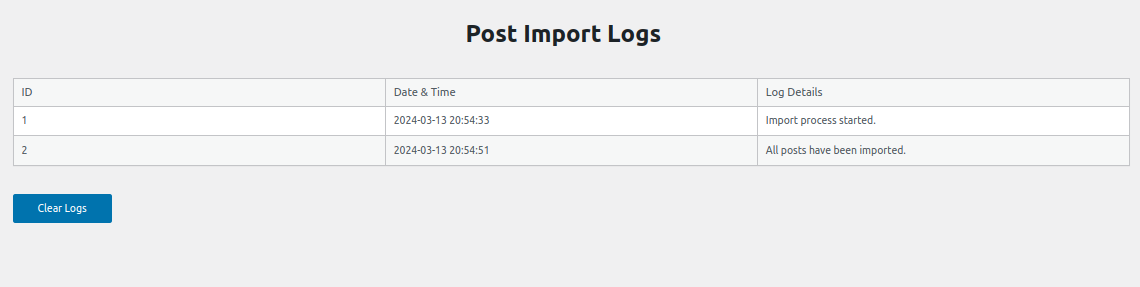 Post Import Logs
ID Date & Time Log Details
1 2024-03-13 20:54:33 Import process started.
2 2024-03-13 20:54:51 All posts have been imported.
Clear Logs